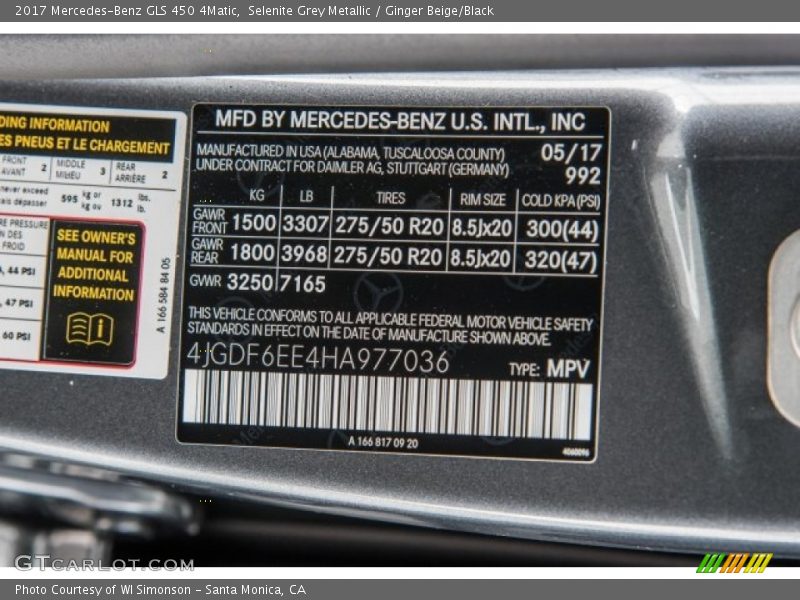 2017 Mercedes-Benz GLS 450 4Matic, Selenite Grey Metallic / Ginger Beige/Black
DING INFORMATION
ES PNEUS ET LE CHARGEMENT
FRONT AVANT 2 MIDDLE MILIEU 3 REAR ARRIÈRE 2
never exceed
ais dépasser 595 kg or kg ou 1312 lbs. lb.
RE PRESSURE
N DES
FROID
, 44 PSI
, 47 PSI
60 PSI
SEE OWNER'S
MANUAL FOR
ADDITIONAL
INFORMATION
A 166 584 84 05
MFD BY MERCEDES-BENZ U.S. INTL., INC
MANUFACTURED IN USA (ALABAMA, TUSCALOOSA COUNTY) 05/17
UNDER CONTRACT FOR DAIMLER AG, STUTTGART (GERMANY) 992
KG LB TIRES RIM SIZE COLD KPA(PSI)
GAWR FRONT 1500 3307 275/50 R20 8.5Jx20 300(44)
GAWR REAR 1800 3968 275/50 R20 8.5Jx20 320(47)
GVWR 3250 7165
THIS VEHICLE CONFORMS TO ALL APPLICABLE FEDERAL MOTOR VEHICLE SAFETY
STANDARDS IN EFFECT ON THE DATE OF MANUFACTURE SHOWN ABOVE.
4JGDF6EE4HA977036 TYPE: MPV
A 166 817 09 20
4060096
GTCARLOT.COM
Photo Courtesy of WI Simonson - Santa Monica, CA